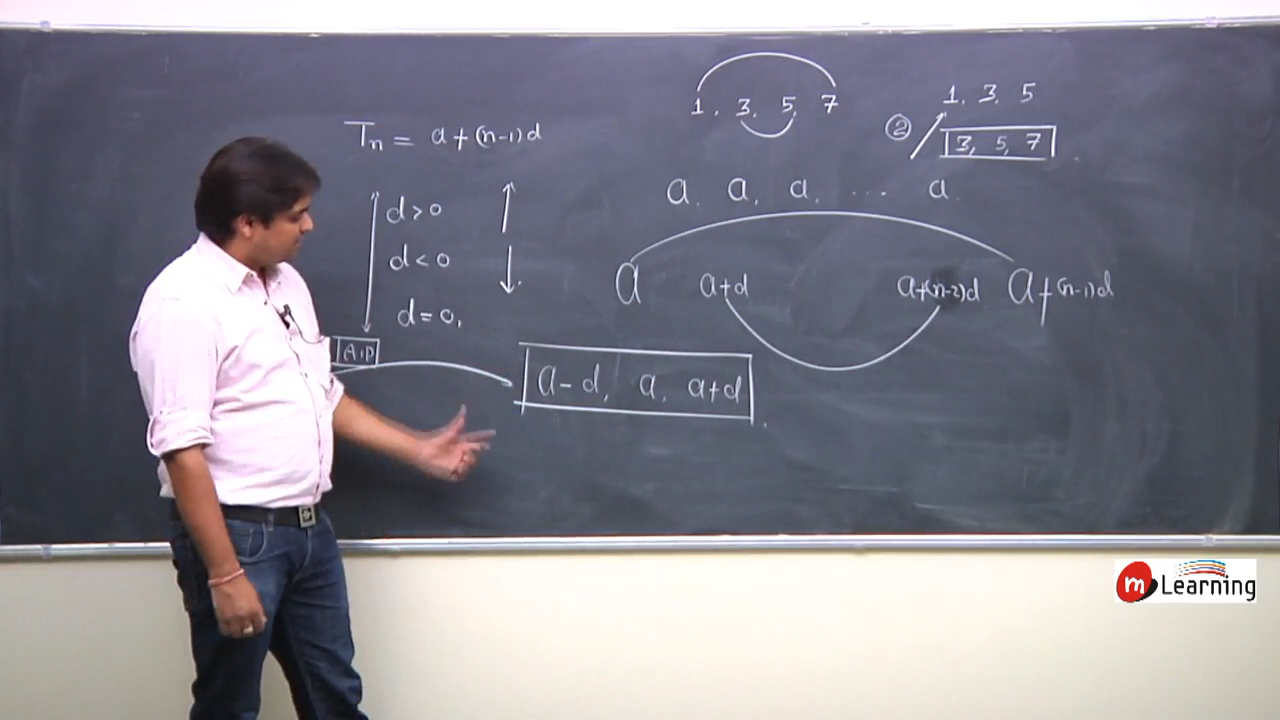 1, 3, 5, 7
1, 3, 5
② 3, 5, 7
Tn = a+(n-1)d
a, a, a, ... a.
d>0
d<0
d=0,
a a+d a+(n-2)d a+(n-1)d
A.P
a-d, a, a+d
m Learning